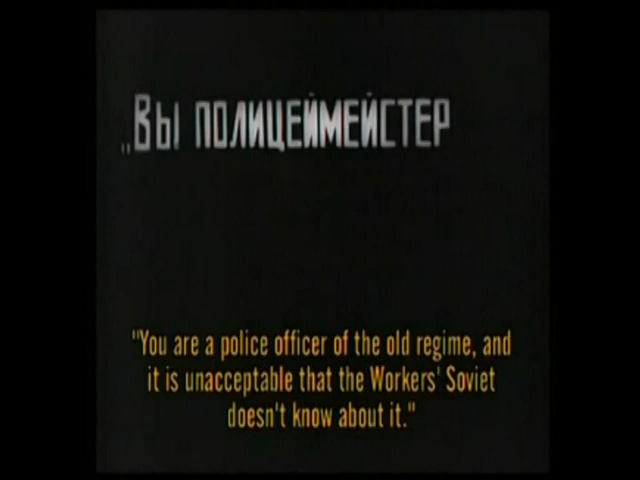 „Вы ПОЛИЦЕЙМЕЙСТЕР
"You are a police officer of the old regime, and
it is unacceptable that the Workers' Soviet
doesn't know about it."